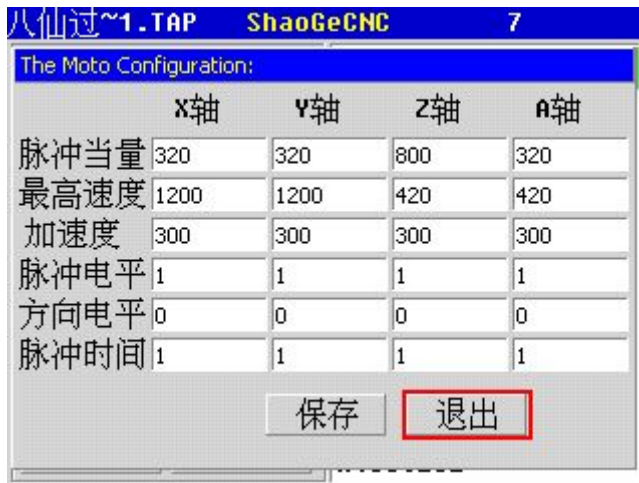 八仙过~1.TAP ShaoGeCNC 7
The Moto Configuration:
X轴 Y轴 Z轴 A轴
脉冲当量 320 320 800 320
最高速度 1200 1200 420 420
加速度 300 300 300 300
脉冲电平 1 1 1 1
方向电平 0 0 0 0
脉冲时间 1 1 1 1
保存 退出